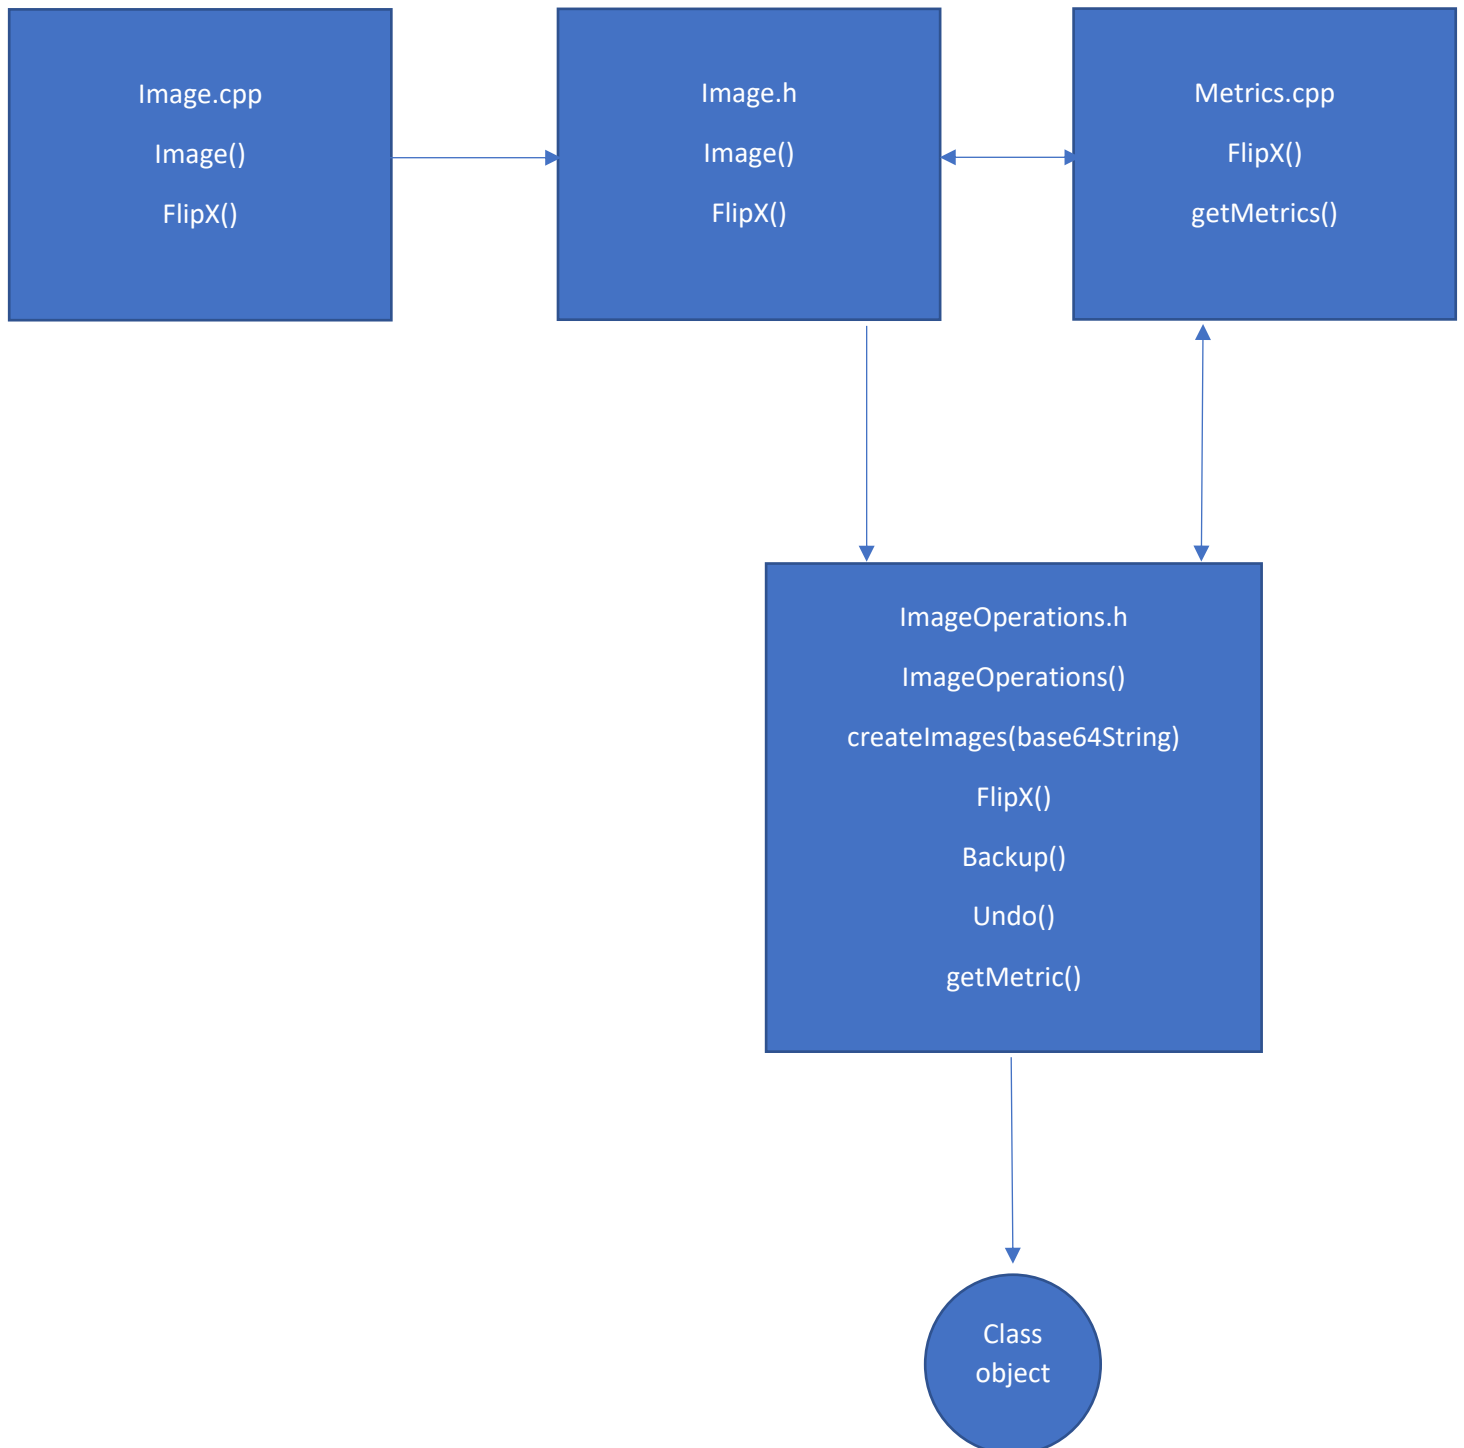 Image.cpp
Image()
FlipX()
Image.h
Image()
FlipX()
Metrics.cpp
FlipX()
getMetrics()
ImageOperations.h
ImageOperations()
createImages(base64String)
FlipX()
Backup()
Undo()
getMetric()
Class
object